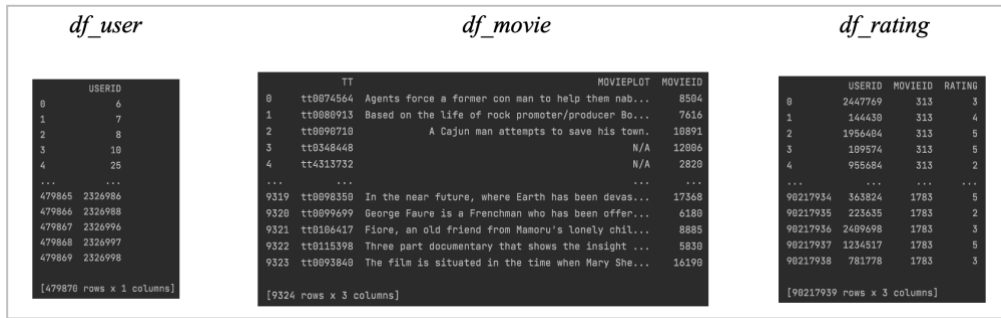 df_user df_movie df_rating
USERID
0 6
1 7
2 8
3 10
4 25
... ...
479865 2326986
479866 2326988
479867 2326996
479868 2326997
479869 2326998
[479870 rows x 1 columns]
TT MOVIEPLOT MOVIEID
0 tt0074564 Agents force a former con man to help them nab... 8504
1 tt0080913 Based on the life of rock promoter/producer Bo... 7616
2 tt0090710 A Cajun man attempts to save his town. 10891
3 tt0348448 N/A 12006
4 tt4313732 N/A 2820
... ... ... ...
9319 tt0098350 In the near future, where Earth has been devas... 17368
9320 tt0099699 George Faure is a Frenchman who has been offer... 6180
9321 tt0106417 Fiore, an old friend from Mamoru's lonely chil... 8885
9322 tt0115398 Three part documentary that shows the insight ... 5830
9323 tt0093840 The film is situated in the time when Mary She... 16190
[9324 rows x 3 columns]
USERID MOVIEID RATING
0 2447769 313 3
1 144430 313 4
2 1956404 313 5
3 109574 313 5
4 955684 313 2
... ... ... ...
90217934 363824 1783 5
90217935 223635 1783 2
90217936 2409698 1783 3
90217937 1234517 1783 5
90217938 781778 1783 3
[90217939 rows x 3 columns]